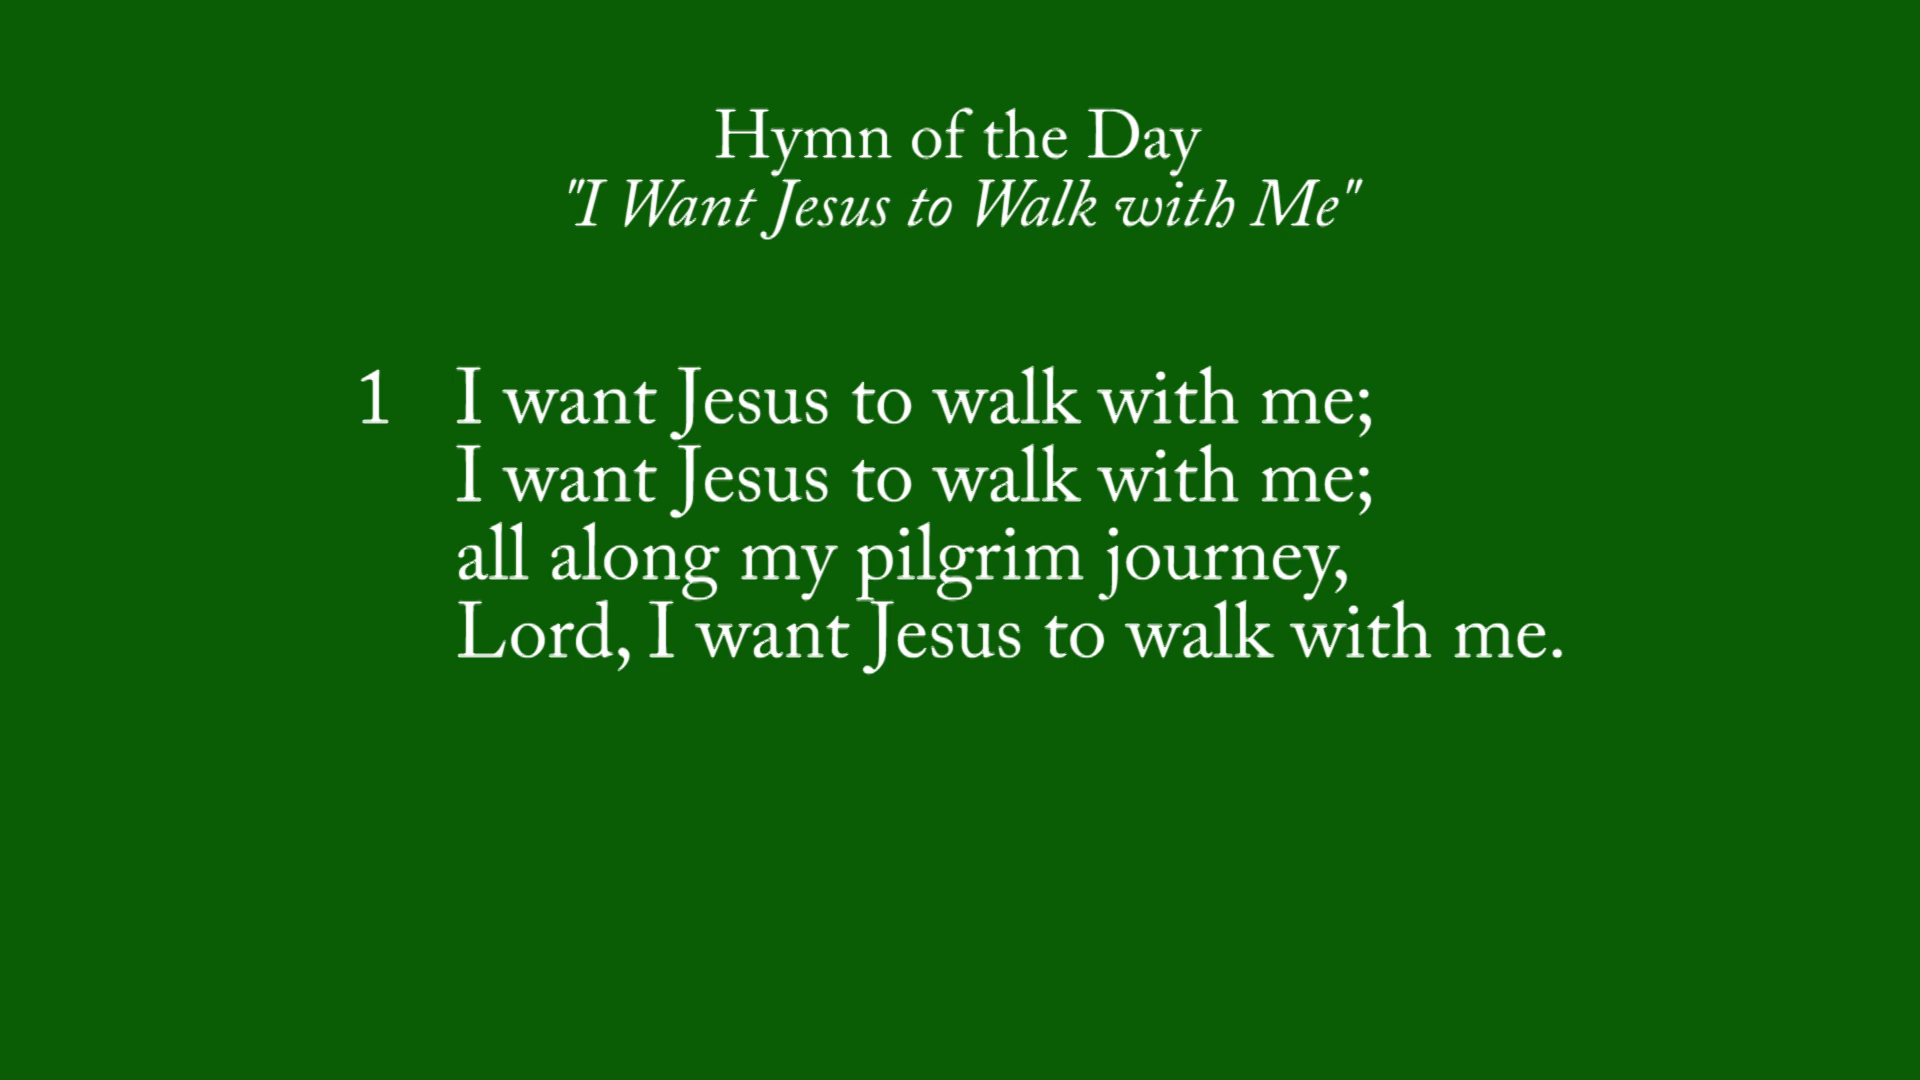 Hymn of the Day
"I Want Jesus to Walk with Me"
1 I want Jesus to walk with me;
I want Jesus to walk with me;
all along my pilgrim journey,
Lord, I want Jesus to walk with me.